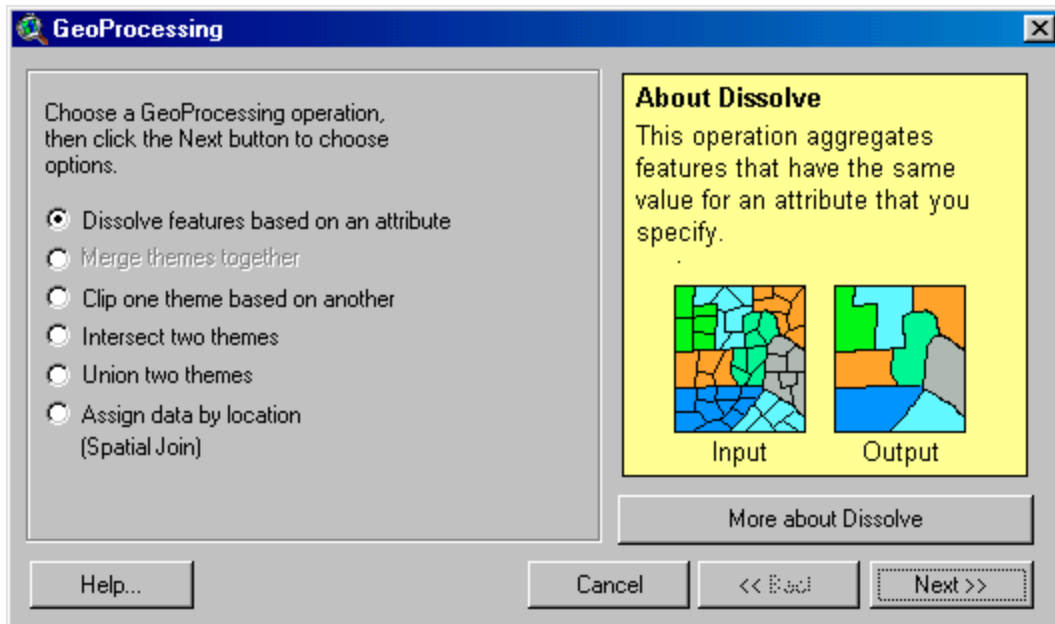 GeoProcessing
Choose a GeoProcessing operation,
then click the Next button to choose
options.
Dissolve features based on an attribute
Merge themes together
Clip one theme based on another
Intersect two themes
Union two themes
Assign data by location
(Spatial Join)
About Dissolve
This operation aggregates
features that have the same
value for an attribute that you
specify.
Input Output
More about Dissolve
Help... Cancel << Back Next >>